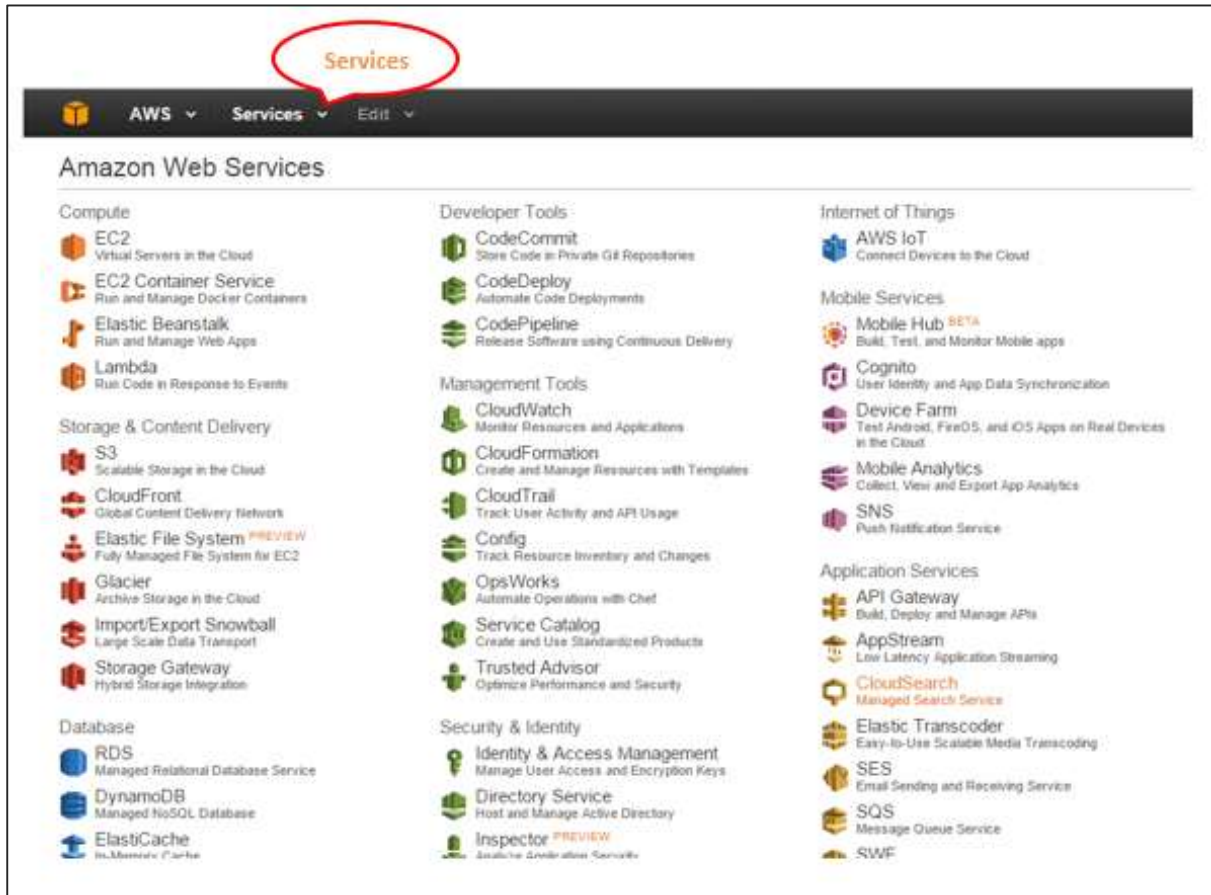 Services
AWS Services Edit
Amazon Web Services
Compute
EC2
Virtual Servers in the Cloud
EC2 Container Service
Run and Manage Docker Containers
Elastic Beanstalk
Run and Manage Web Apps
Lambda
Run Code in Response to Events
Storage & Content Delivery
S3
Scalable Storage in the Cloud
CloudFront
Global Content Delivery Network
Elastic File System PREVIEW
Fully Managed File System for EC2
Glacier
Archive Storage in the Cloud
Import/Export Snowball
Large Scale Data Transport
Storage Gateway
Hybrid Storage Integration
Database
RDS
Managed Relational Database Service
DynamoDB
Managed NoSQL Database
ElastiCache
In-Memory Cache
Developer Tools
CodeCommit
Store Code in Private Git Repositories
CodeDeploy
Automate Code Deployments
CodePipeline
Release Software using Continuous Delivery
Management Tools
CloudWatch
Monitor Resources and Applications
CloudFormation
Create and Manage Resources with Templates
CloudTrail
Track User Activity and API Usage
Config
Track Resource Inventory and Changes
OpsWorks
Automate Operations with Chef
Service Catalog
Create and Use Standardized Products
Trusted Advisor
Optimize Performance and Security
Security & Identity
Identity & Access Management
Manage User Access and Encryption Keys
Directory Service
Host and Manage Active Directory
Inspector PREVIEW
Analyze Application Security
Internet of Things
AWS IoT
Connect Devices to the Cloud
Mobile Services
Mobile Hub BETA
Build, Test, and Monitor Mobile apps
Cognito
User Identity and App Data Synchronization
Device Farm
Test Android, FireOS, and iOS Apps on Real Devices
in the Cloud
Mobile Analytics
Collect, View and Export App Analytics
SNS
Push Notification Service
Application Services
API Gateway
Build, Deploy and Manage APIs
AppStream
Low Latency Application Streaming
CloudSearch
Managed Search Service
Elastic Transcoder
Easy-to-Use Scalable Media Transcoding
SES
Email Sending and Receiving Service
SQS
Message Queue Service
SWF